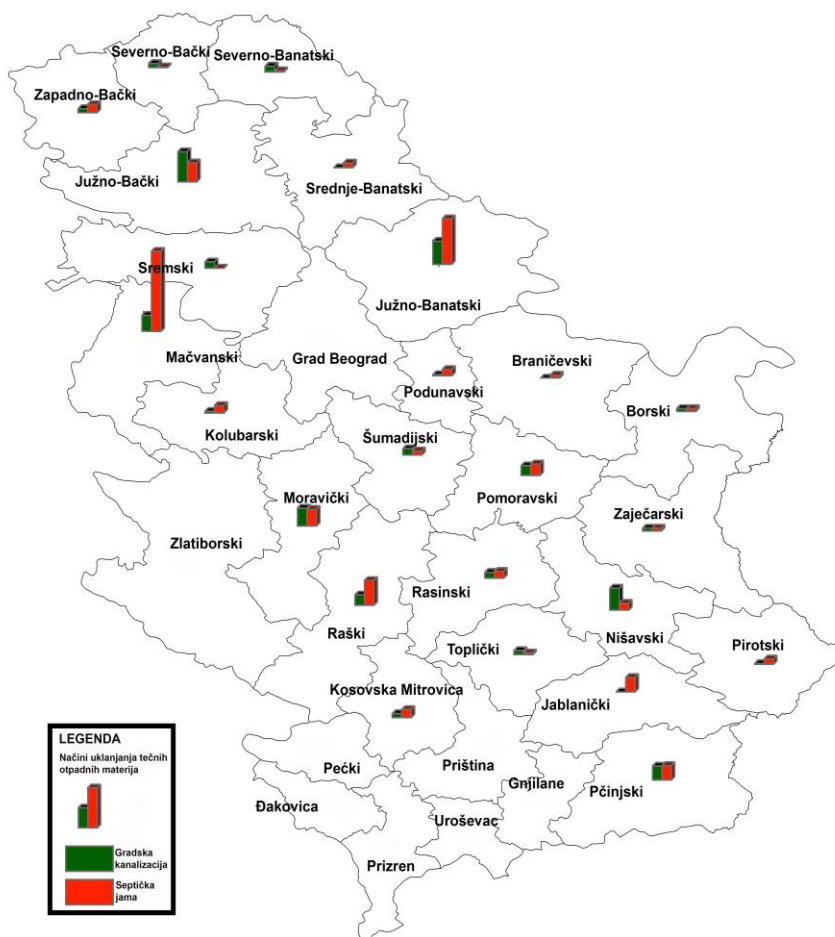 Severno-Bački
Severno-Banatski
Zapadno-Bački
Južno-Bački
Srednje-Banatski
Sremski
Južno-Banatski
Mačvanski
Grad Beograd
Braničevski
Podunavski
Borski
Kolubarski
Šumadijski
Moravički
Pomoravski
Zaječarski
Zlatiborski
Rasinski
Raški
Nišavski
Toplički
Pirotski
Kosovska Mitrovica
Jablanički
Pećki
Priština
Gnjilane
Pčinjski
Đakovica
Uroševac
Prizren
LEGENDA
Načini uklanjanja tečnih
otpadnih materija
Gradska
kanalizacija
Septička
jama